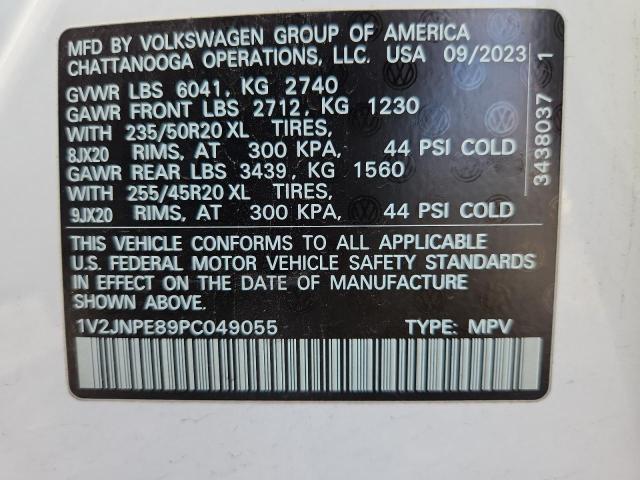 MFD BY VOLKSWAGEN GROUP OF AMERICA
CHATTANOOGA OPERATIONS, LLC. USA 09/2023
GVWR LBS 6041, KG 2740
GAWR FRONT LBS 2712, KG 1230
WITH 235/50R20 XL TIRES,
8JX20 RIMS, AT 300 KPA, 44 PSI COLD
GAWR REAR LBS 3439, KG 1560
WITH 255/45R20 XL TIRES,
9JX20 RIMS, AT 300 KPA, 44 PSI COLD
3438037 1
THIS VEHICLE CONFORMS TO ALL APPLICABLE
U.S. FEDERAL MOTOR VEHICLE SAFETY STANDARDS
IN EFFECT ON THE DATE OF MANUFACTURE
SHOWN ABOVE.
1V2JNPE89PC049055 TYPE: MPV